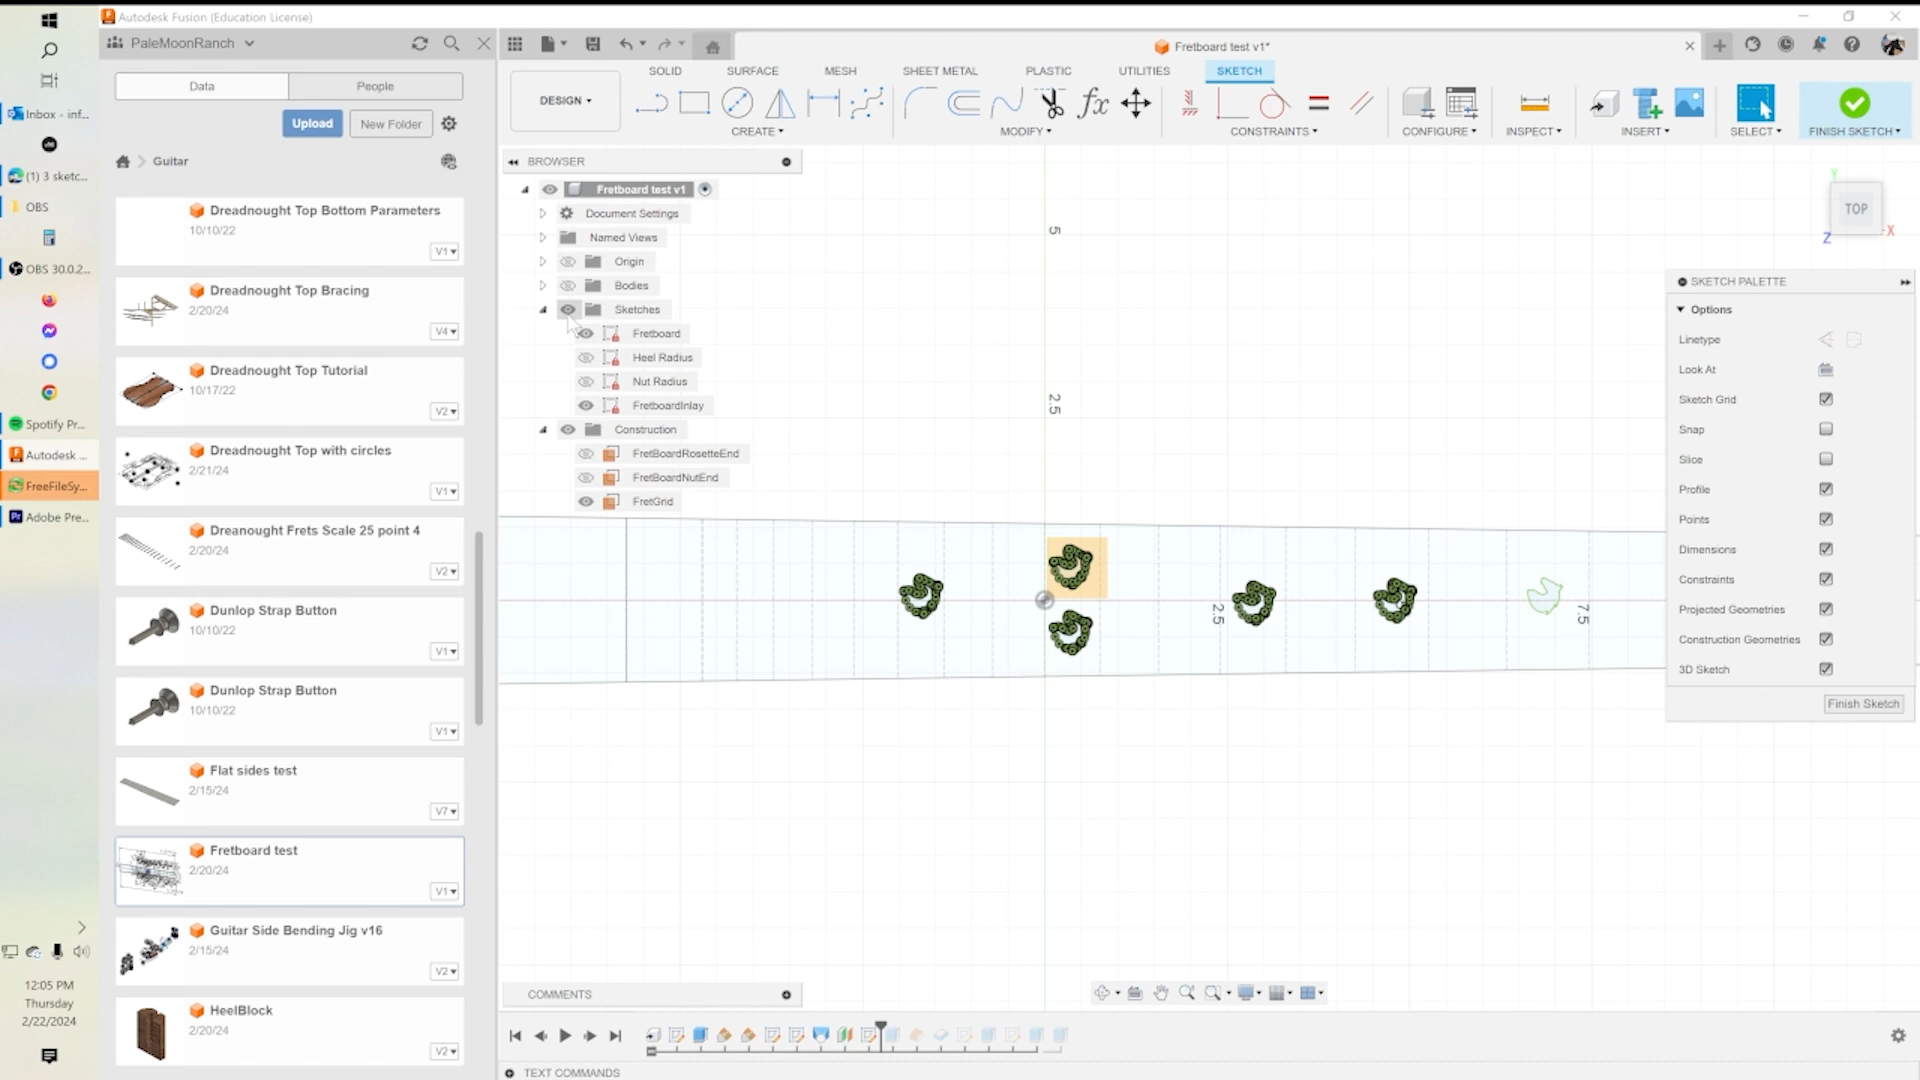 Autodesk Fusion (Education License)
PaleMoonRanch
Data
People
Upload
New Folder
Guitar
Dreadnought Top Bottom Parameters
10/10/22
V1
Dreadnought Top Bracing
2/20/24
V4
Dreadnought Top Tutorial
10/17/22
V2
Dreadnought Top with circles
2/21/24
V1
Dreanought Frets Scale 25 point 4
2/20/24
V2
Dunlop Strap Button
10/10/22
V1
Dunlop Strap Button
10/10/22
V1
Flat sides test
2/15/24
V7
Fretboard test
2/20/24
V1
Guitar Side Bending Jig v16
2/15/24
V2
HeelBlock
2/20/24
V2
Inbox - inf...
(1) 3 sketc...
OBS
OBS 30.0.2...
Spotify Pr...
Autodesk ...
FreeFileSy...
Adobe Pre...
12:05 PM
Thursday
2/22/2024
Fretboard test v1*
DESIGN
SOLID
SURFACE
MESH
SHEET METAL
PLASTIC
UTILITIES
SKETCH
CREATE
MODIFY
CONSTRAINTS
CONFIGURE
INSPECT
INSERT
SELECT
FINISH SKETCH
BROWSER
Fretboard test v1
Document Settings
Named Views
Origin
Bodies
Sketches
Fretboard
Heel Radius
Nut Radius
FretboardInlay
Construction
FretBoardRosetteEnd
FretBoardNutEnd
FretGrid
5
2.5
2.5
7.5
TOP
Y
X
Z
SKETCH PALETTE
Options
Linetype
Look At
Sketch Grid
Snap
Slice
Profile
Points
Dimensions
Constraints
Projected Geometries
Construction Geometries
3D Sketch
Finish Sketch
COMMENTS
TEXT COMMANDS